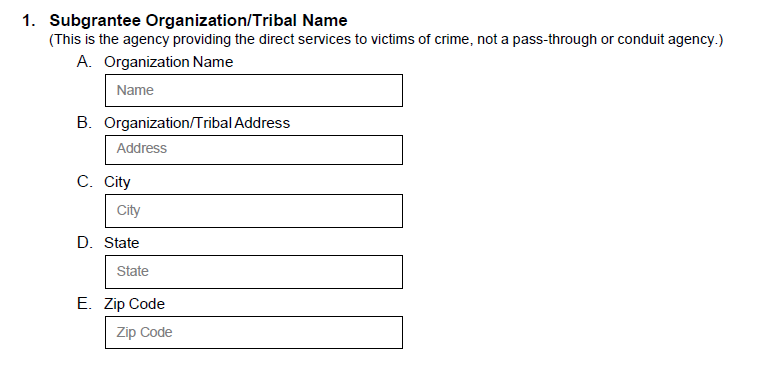 1. Subgrantee Organization/Tribal Name
(This is the agency providing the direct services to victims of crime, not a pass-through or conduit agency.)
A. Organization Name
Name
B. Organization/Tribal Address
Address
C. City
City
D. State
State
E. Zip Code
Zip Code